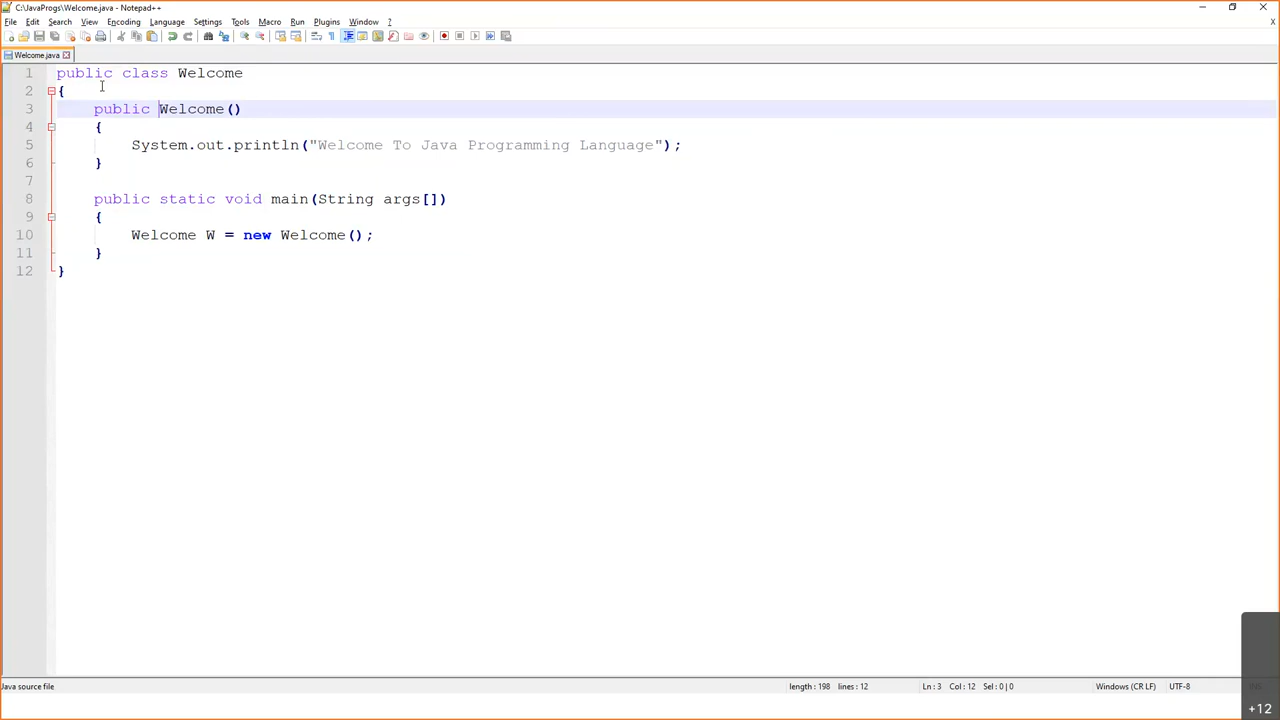 C:\JavaProgs\Welcome.java - Notepad++
File Edit Search View Encoding Language Settings Tools Macro Run Plugins Window ?
Welcome.java
1 public class Welcome
2 {
3 public Welcome()
4 {
5 System.out.println("Welcome To Java Programming Language");
6 }
7
8 public static void main(String args[])
9 {
10 Welcome W = new Welcome();
11 }
12 }
Java source file length : 198 lines : 12 Ln : 3 Col : 12 Sel : 0 | 0 Windows (CR LF) UTF-8
+12